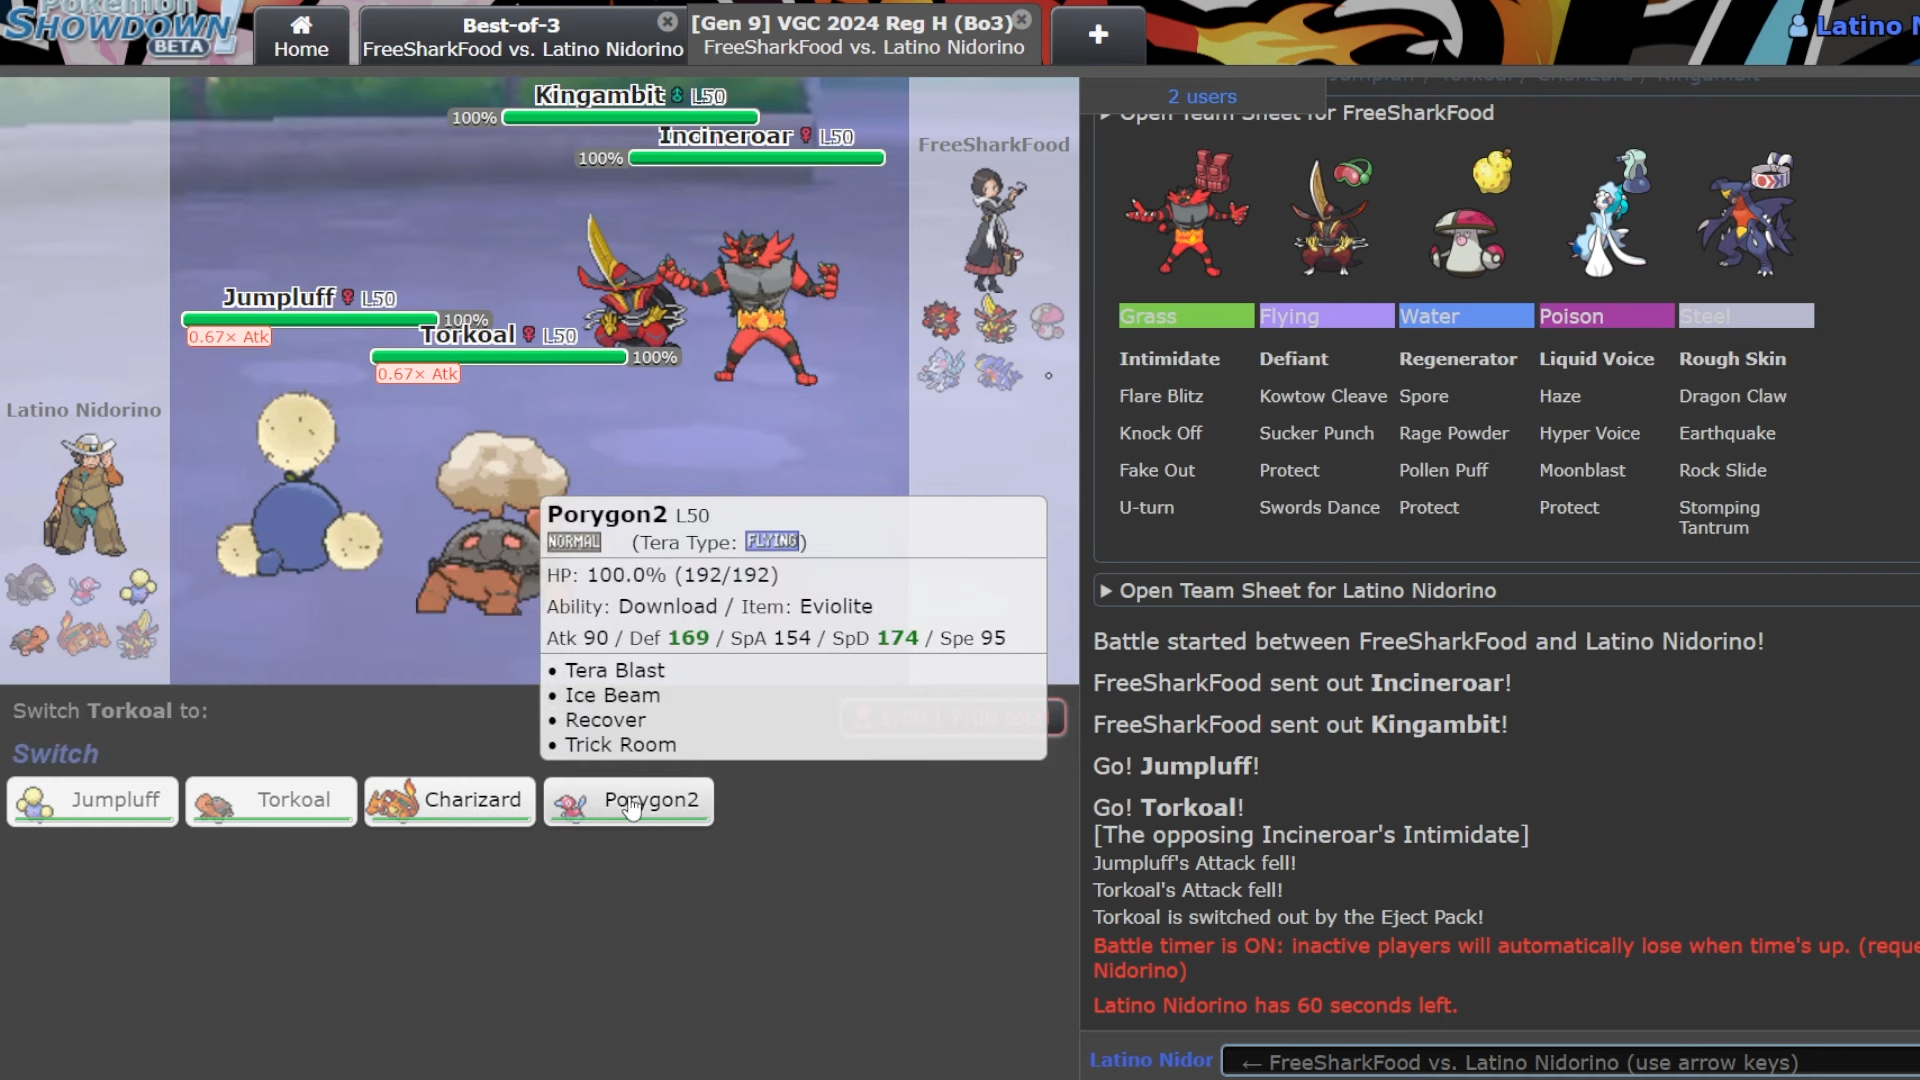 Pokémon
SHOWDOWN
BETA
Home
Best-of-3
FreeSharkFood vs. Latino Nidorino
[Gen 9] VGC 2024 Reg H (Bo3)
FreeSharkFood vs. Latino Nidorino
+
Latino N
Kingambit L50
100%
Incineroar L50
100%
FreeSharkFood
Jumpluff L50
100%
0.67× Atk
Torkoal L50
100%
0.67× Atk
Latino Nidorino
Porygon2 L50
NORMAL (Tera Type: FLYING)
HP: 100.0% (192/192)
Ability: Download / Item: Eviolite
Atk 90 / Def 169 / SpA 154 / SpD 174 / Spe 95
• Tera Blast
• Ice Beam
• Recover
• Trick Room
Switch Torkoal to:
Switch
Jumpluff
Torkoal
Charizard
Porygon2
2 users
Open Team Sheet for FreeSharkFood
Grass Flying Water Poison Steel
Intimidate Defiant Regenerator Liquid Voice Rough Skin
Flare Blitz Kowtow Cleave Spore Haze Dragon Claw
Knock Off Sucker Punch Rage Powder Hyper Voice Earthquake
Fake Out Protect Pollen Puff Moonblast Rock Slide
U-turn Swords Dance Protect Protect Stomping
Tantrum
▶ Open Team Sheet for Latino Nidorino
Battle started between FreeSharkFood and Latino Nidorino!
FreeSharkFood sent out Incineroar!
FreeSharkFood sent out Kingambit!
Go! Jumpluff!
Go! Torkoal!
[The opposing Incineroar's Intimidate]
Jumpluff's Attack fell!
Torkoal's Attack fell!
Torkoal is switched out by the Eject Pack!
Battle timer is ON: inactive players will automatically lose when time's up. (reque
Nidorino)
Latino Nidorino has 60 seconds left.
Latino Nidor
← FreeSharkFood vs. Latino Nidorino (use arrow keys)